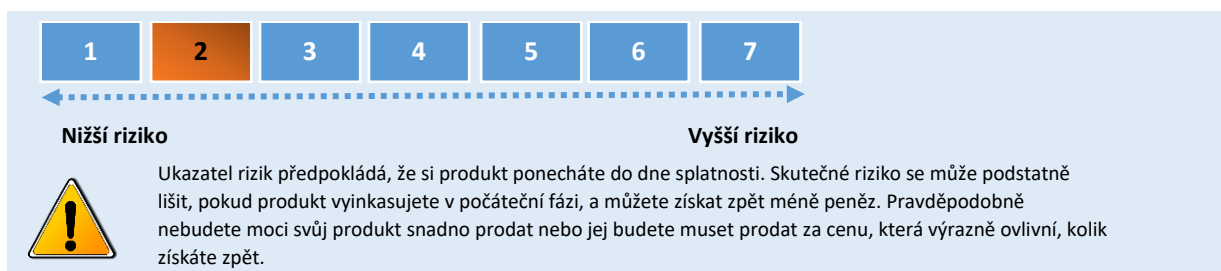 1 2 3 4 5 6 7
Nižší riziko Vyšší riziko
Ukazatel rizik předpokládá, že si produkt ponecháte do dne splatnosti. Skutečné riziko se může podstatně
lišit, pokud produkt vyinkasujete v počáteční fázi, a můžete získat zpět méně peněz. Pravděpodobně
nebudete moci svůj produkt snadno prodat nebo jej budete muset prodat za cenu, která výrazně ovlivní, kolik
získáte zpět.